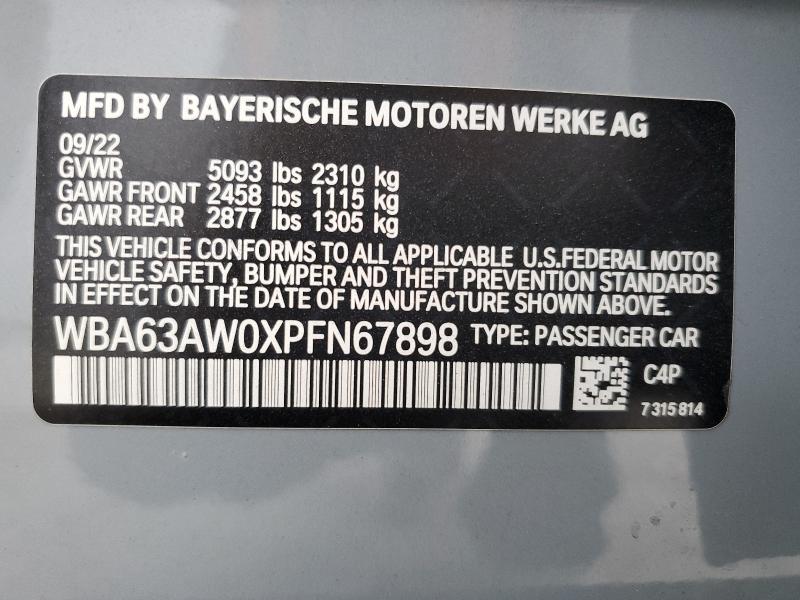 MFD BY BAYERISCHE MOTOREN WERKE AG
09/22
GVWR 5093 lbs 2310 kg
GAWR FRONT 2458 lbs 1115 kg
GAWR REAR 2877 lbs 1305 kg
THIS VEHICLE CONFORMS TO ALL APPLICABLE U.S.FEDERAL MOTOR
VEHICLE SAFETY, BUMPER AND THEFT PREVENTION STANDARDS
IN EFFECT ON THE DATE OF MANUFACTURE SHOWN ABOVE.
WBA63AW0XPFN67898 TYPE: PASSENGER CAR
C4P
7 315 814